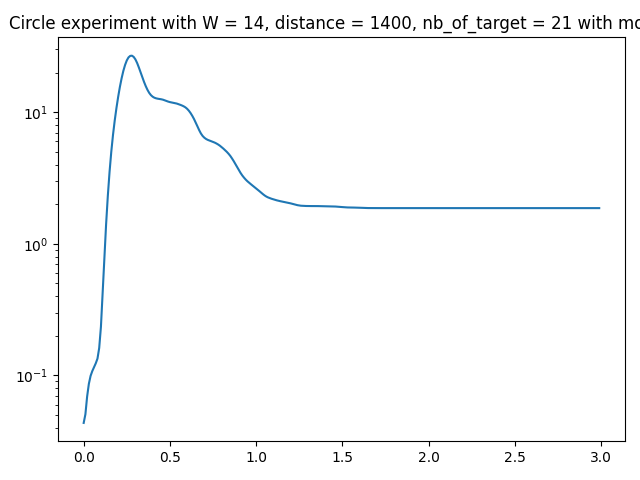 Circle experiment with W = 14, distance = 1400, nb_of_target = 21 with mo
10¹
10⁰
10⁻¹
0.0 0.5 1.0 1.5 2.0 2.5 3.0